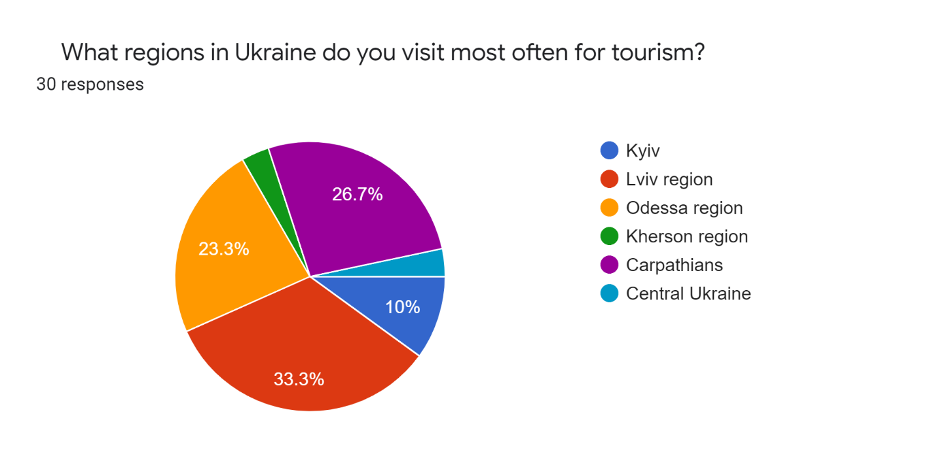 What regions in Ukraine do you visit most often for tourism?
30 responses
26.7%
23.3%
10%
33.3%
Kyiv
Lviv region
Odessa region
Kherson region
Carpathians
Central Ukraine